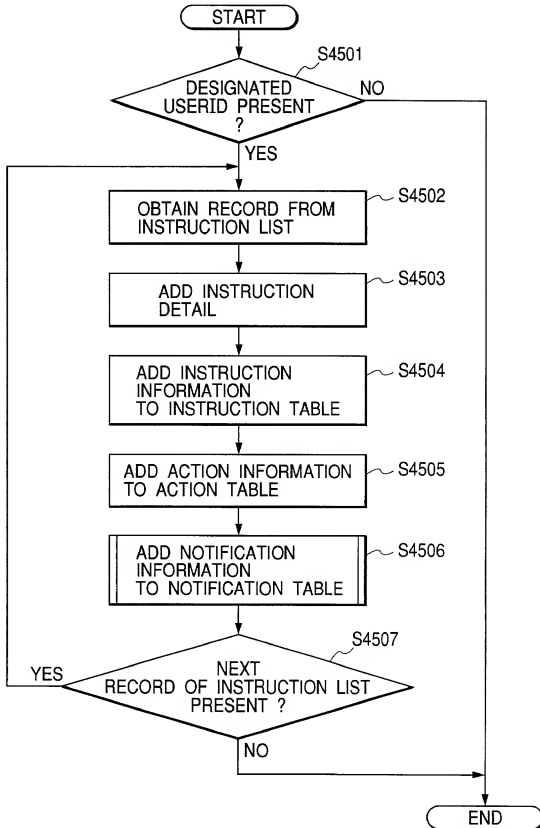 START
S4501
DESIGNATED
USERID PRESENT
?
NO
YES
OBTAIN RECORD FROM
INSTRUCTION LIST
S4502
ADD INSTRUCTION
DETAIL
S4503
ADD INSTRUCTION
INFORMATION
TO INSTRUCTION TABLE
S4504
ADD ACTION INFORMATION
TO ACTION TABLE
S4505
ADD NOTIFICATION
INFORMATION
TO NOTIFICATION TABLE
S4506
S4507
YES
NEXT
RECORD OF INSTRUCTION LIST
PRESENT ?
NO
END